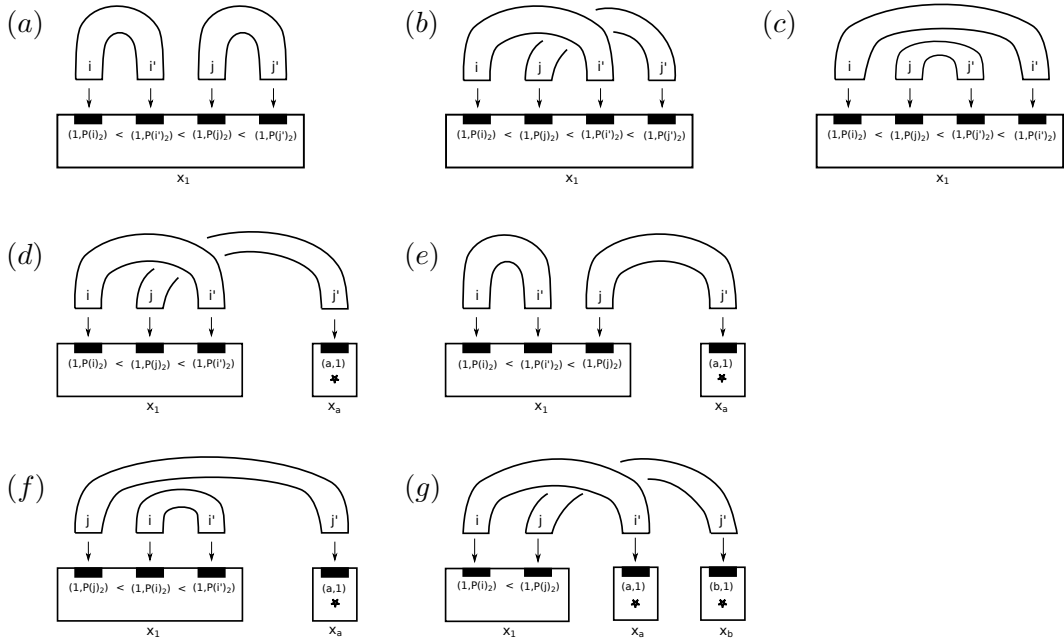 (a) (b) (c)
i i' j j' i j i' j' i j j' i'
(1,P(i)₂) < (1,P(i')₂) < (1,P(j)₂) < (1,P(j')₂) (1,P(i)₂) < (1,P(j)₂) < (1,P(i')₂) < (1,P(j')₂) (1,P(i)₂) < (1,P(j)₂) < (1,P(j')₂) < (1,P(i')₂)
x₁ x₁ x₁
(d) (e)
i j i' j' i i' j j'
(1,P(i)₂) < (1,P(j)₂) < (1,P(i')₂) (a,1) (1,P(i)₂) < (1,P(i')₂) < (1,P(j)₂) (a,1)
x₁ xₐ x₁ xₐ
(f) (g)
j i i' j' i j i' j'
(1,P(j)₂) < (1,P(i)₂) < (1,P(i')₂) (a,1) (1,P(i)₂) < (1,P(j)₂) (a,1) (b,1)
x₁ xₐ x₁ xₐ x_b